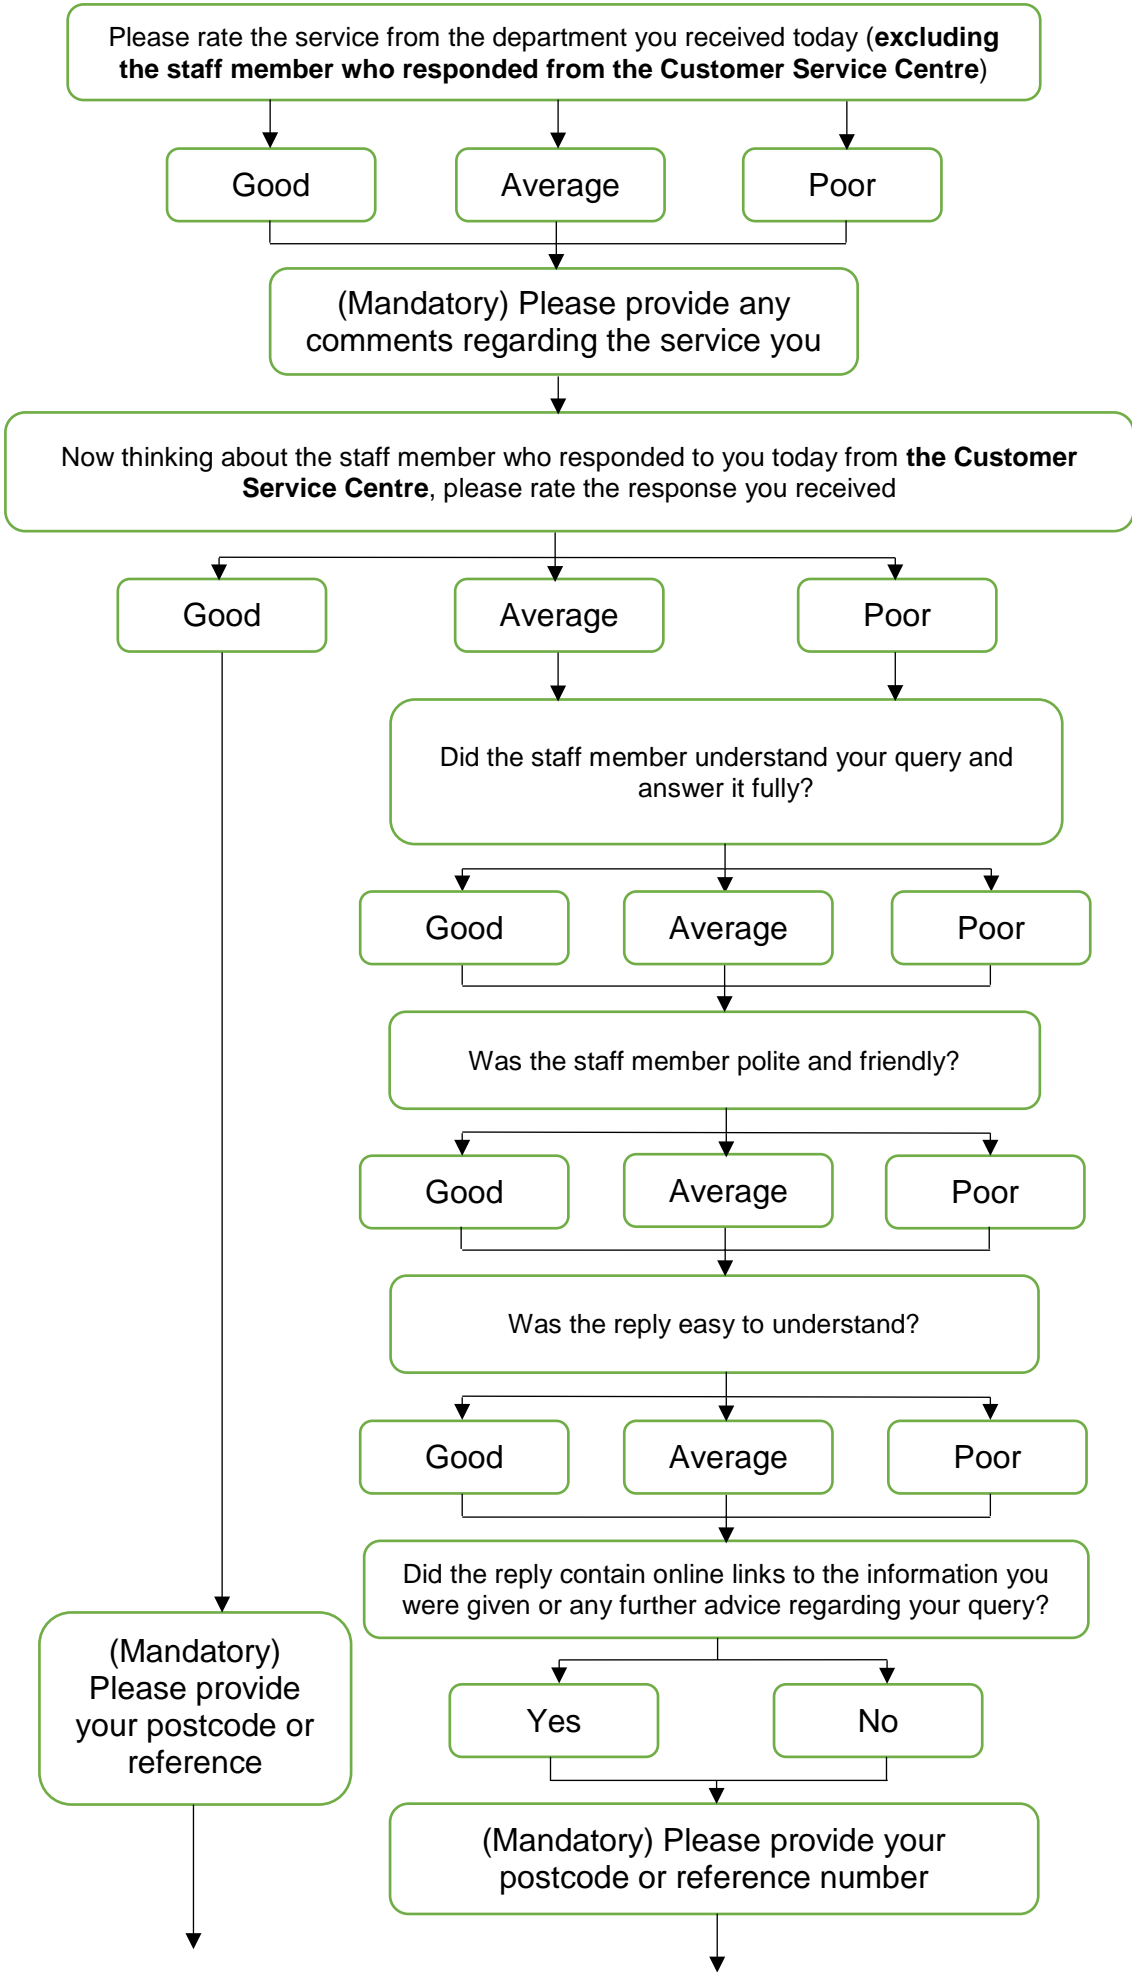 Please rate the service from the department you received today (excluding
the staff member who responded from the Customer Service Centre)
Good
Average
Poor
(Mandatory) Please provide any
comments regarding the service you
Now thinking about the staff member who responded to you today from the Customer
Service Centre, please rate the response you received
Good
Average
Poor
Did the staff member understand your query and
answer it fully?
Good
Average
Poor
Was the staff member polite and friendly?
Good
Average
Poor
Was the reply easy to understand?
Good
Average
Poor
Did the reply contain online links to the information you
were given or any further advice regarding your query?
(Mandatory)
Please provide
your postcode or
reference
Yes
No
(Mandatory) Please provide your
postcode or reference number